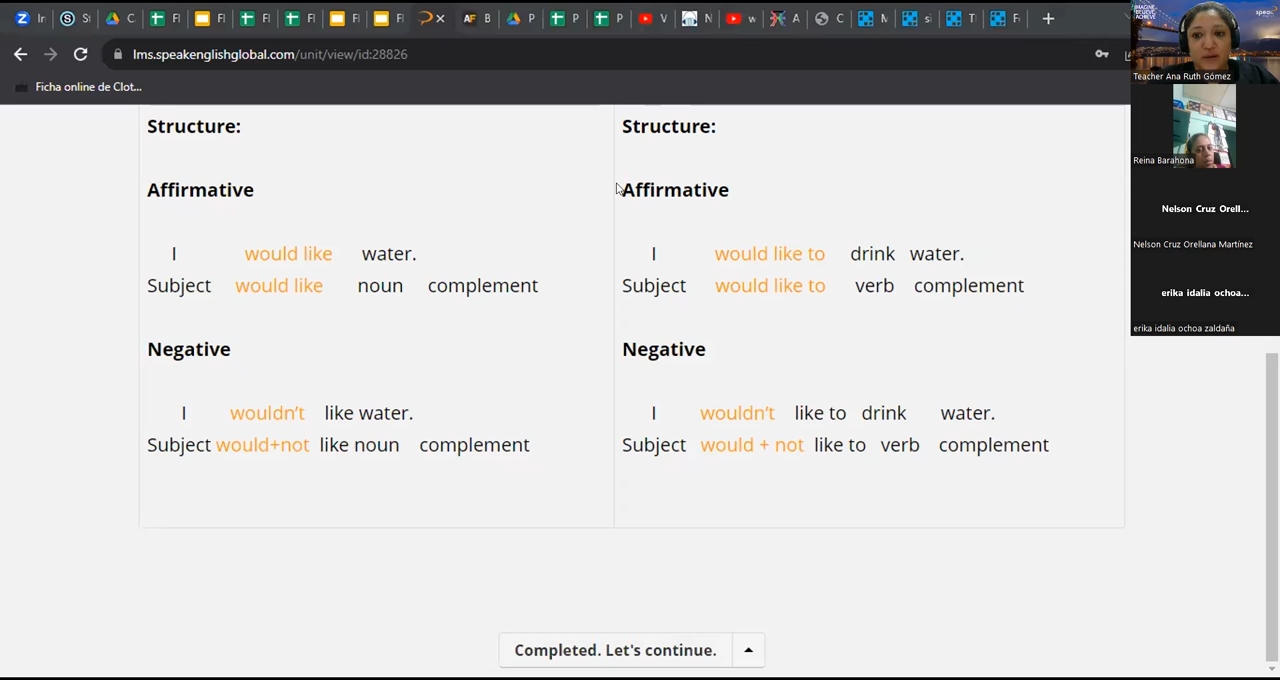 lms.speakenglishglobal.com/unit/view/id:28826
Ficha online de Clot...
Structure:
Affirmative
I would like water.
Subject would like noun complement
Negative
I wouldn't like water.
Subject would+not like noun complement
Structure:
Affirmative
I would like to drink water.
Subject would like to verb complement
Negative
I wouldn't like to drink water.
Subject would + not like to verb complement
Completed. Let's continue.
IMAGINE
BELIEVE
ACHIEVE
Teacher Ana Ruth Gómez
Reina Barahona
Nelson Cruz Orell...
Nelson Cruz Orellana Martínez
erika idalia ochoa...
erika idalia ochoa zaldaña